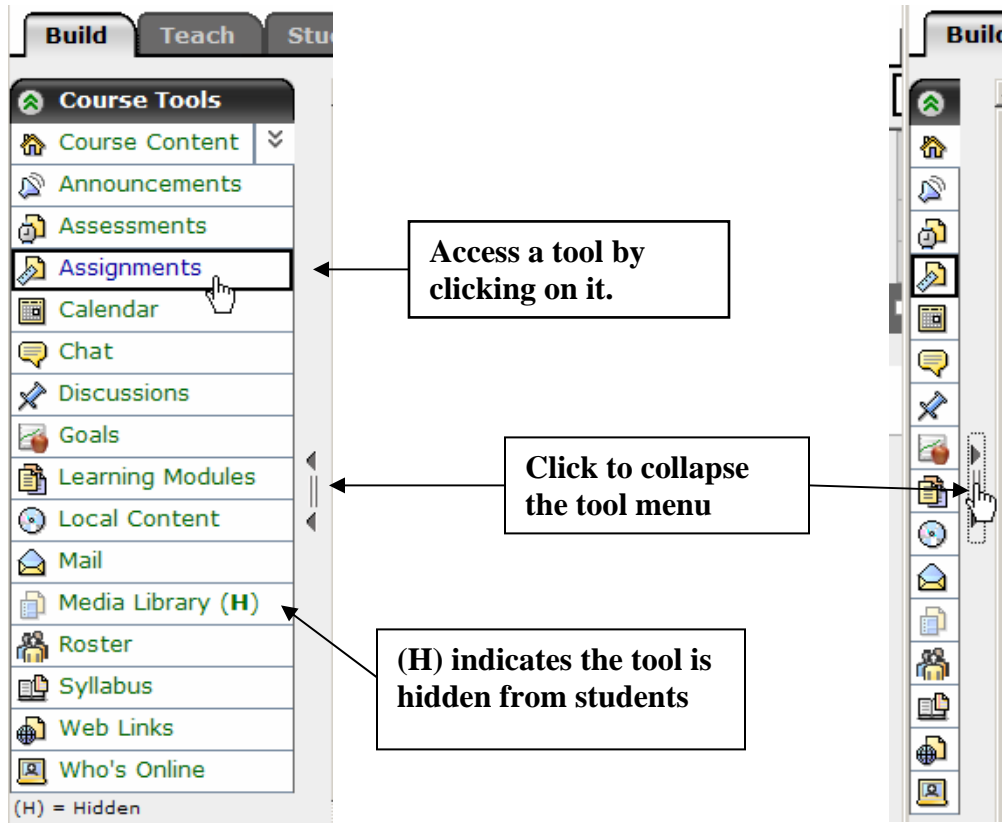 Build Teach
Course Tools
Course Content
Announcements
Assessments
Assignments
Calendar
Chat
Discussions
Goals
Learning Modules
Local Content
Mail
Media Library (H)
Roster
Syllabus
Web Links
Who's Online
(H) = Hidden
Access a tool by
clicking on it.
Click to collapse
the tool menu
(H) indicates the tool is
hidden from students